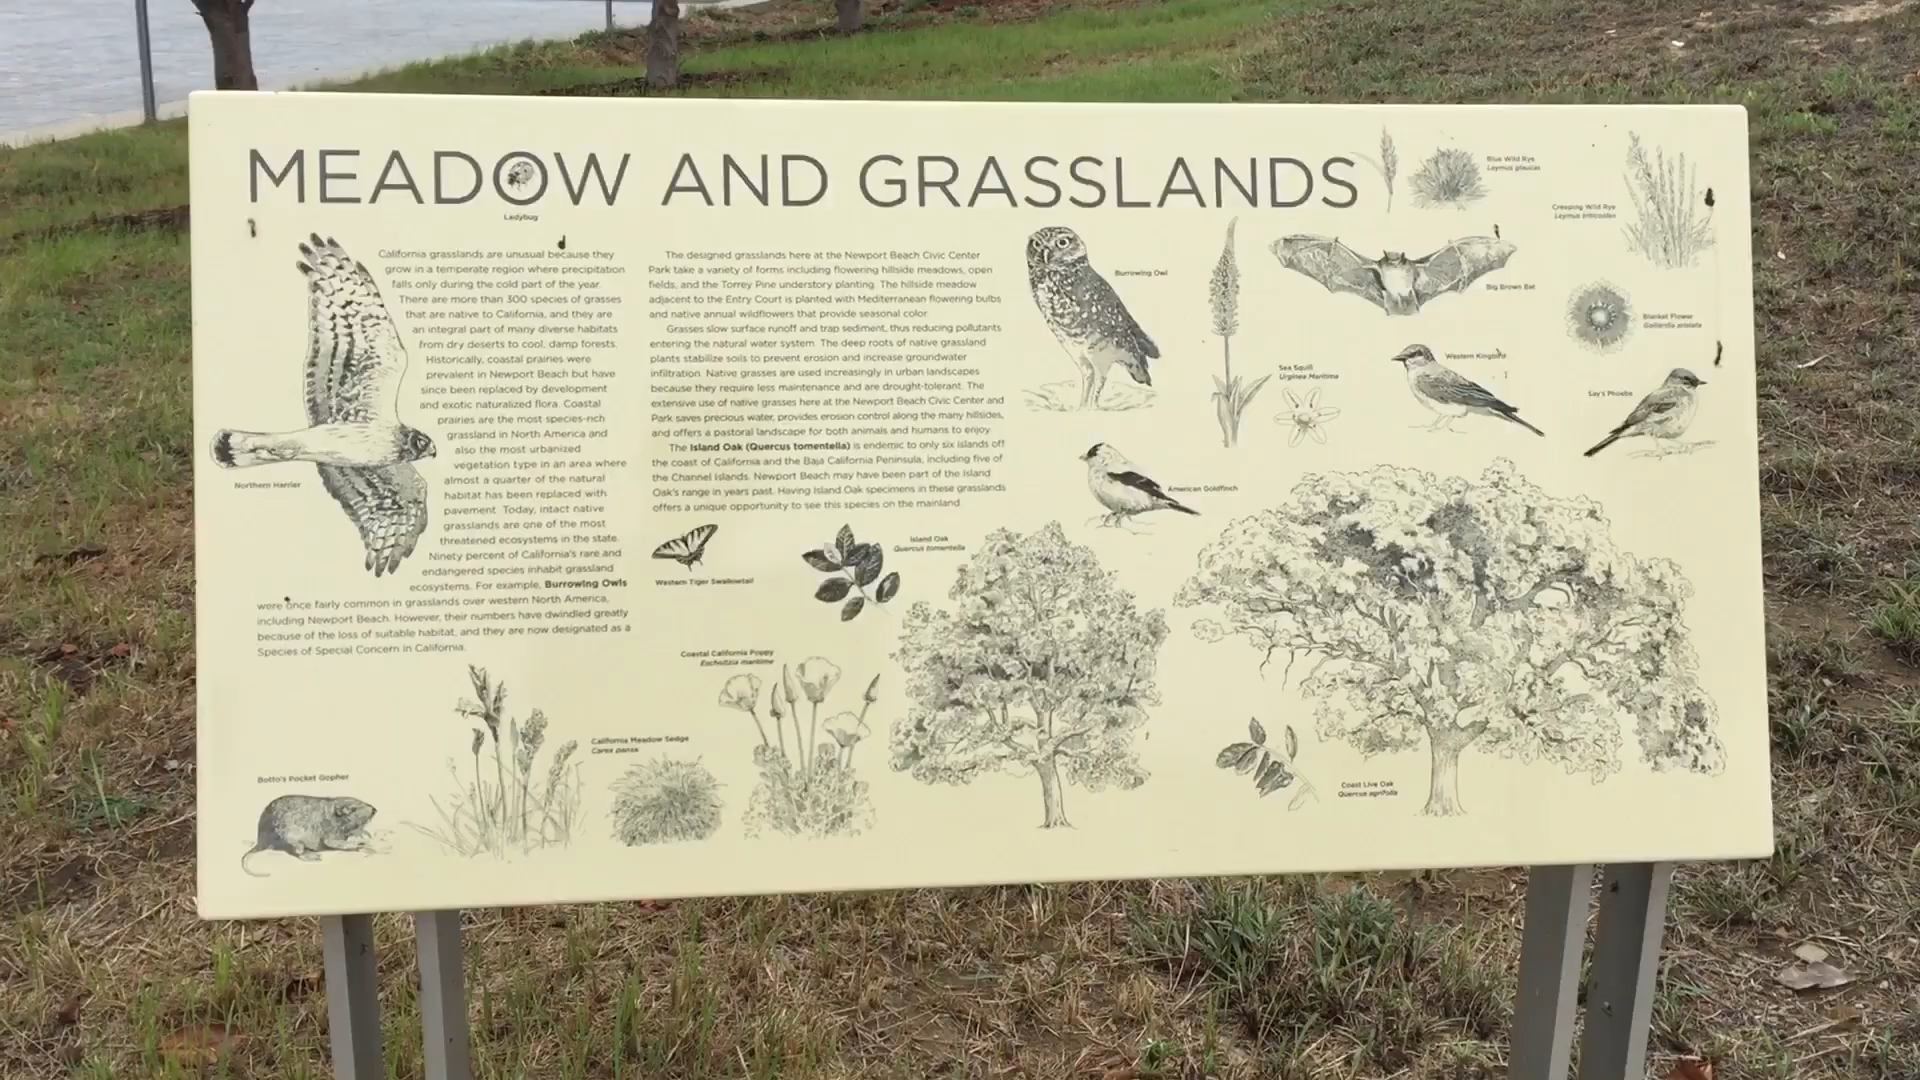 MEADOW AND GRASSLANDS
Ladybug
California grasslands are unusual because they
grow in a temperate region where precipitation
falls only during the cold part of the year.
There are more than 300 species of grasses
that are native to California, and they are
an integral part of many diverse habitats
from dry deserts to cool, damp forests.
Historically, coastal prairies were
prevalent in Newport Beach but have
since been replaced by development
and exotic naturalized flora. Coastal
prairies are the most species-rich
grassland in North America and
also the most urbanized
vegetation type in an area where
almost a quarter of the natural
habitat has been replaced with
pavement. Today, intact native
grasslands are one of the most
threatened ecosystems in the state.
Ninety percent of California's rare and
endangered species inhabit grassland
ecosystems. For example, Burrowing Owls
were once fairly common in grasslands over western North America,
including Newport Beach. However, their numbers have dwindled greatly
because of the loss of suitable habitat, and they are now designated as a
Species of Special Concern in California.
The designed grasslands here at the Newport Beach Civic Center
Park take a variety of forms including flowering hillside meadows, open
fields, and the Torrey Pine understory planting. The hillside meadow
adjacent to the Entry Court is planted with Mediterranean flowering bulbs
and native annual wildflowers that provide seasonal color.
Grasses slow surface runoff and trap sediment, thus reducing pollutants
entering the natural water system. The deep roots of native grassland
plants stabilize soils to prevent erosion and increase groundwater
infiltration. Native grasses are used increasingly in urban landscapes
because they require less maintenance and are drought-tolerant. The
extensive use of native grasses here at the Newport Beach Civic Center and
Park saves precious water, provides erosion control along the many hillsides,
and offers a pastoral landscape for both animals and humans to enjoy.
The Island Oak (Quercus tomentella) is endemic to only six islands off
the coast of California and the Baja California Peninsula, including five of
the Channel Islands. Newport Beach may have been part of the Island
Oak's range in years past. Having Island Oak specimens in these grasslands
offers a unique opportunity to see this species on the mainland.
Northern Harrier
Burrowing Owl
Blue Wild Rye
Leymus glaucus
Creeping Wild Rye
Leymus triticoides
Big Brown Bat
Blanket Flower
Gaillardia aristata
Sea Squill
Urginea Maritima
Western Kingbird
Say's Phoebe
American Goldfinch
Western Tiger Swallowtail
Island Oak
Quercus tomentella
Coastal California Poppy
Escholtzia maritime
California Meadow Sedge
Carex pansa
Botto's Pocket Gopher
Coast Live Oak
Quercus agrifolia